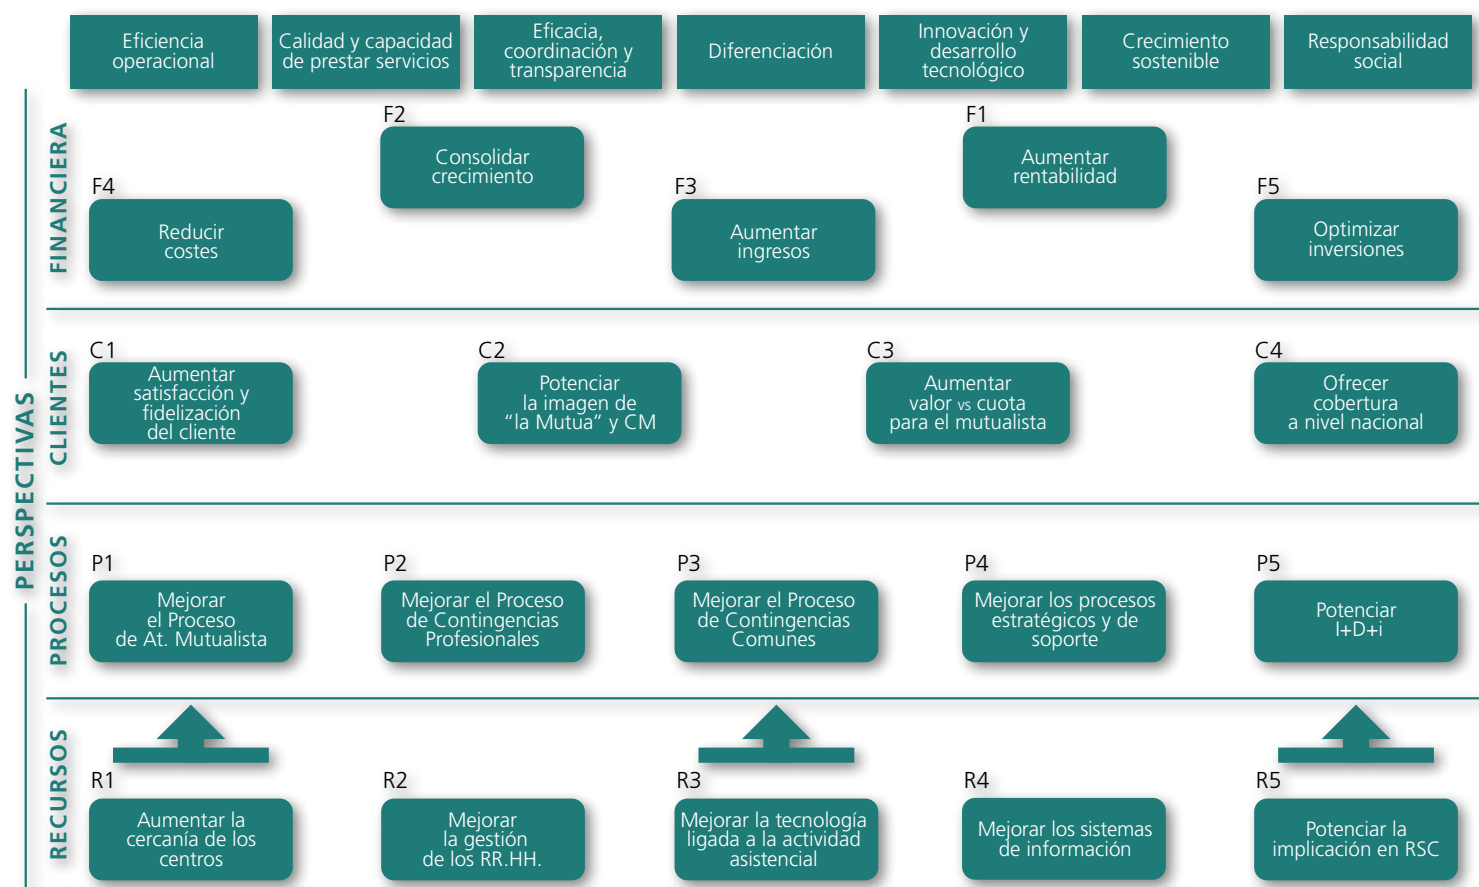 Eficiencia
operacional
Calidad y capacidad
de prestar servicios
Eficacia,
coordinación y
transparencia
Diferenciación
Innovación y
desarrollo
tecnológico
Crecimiento
sostenible
Responsabilidad
social
PERSPECTIVAS
FINANCIERA
F4
Reducir
costes
F2
Consolidar
crecimiento
F3
Aumentar
ingresos
F1
Aumentar
rentabilidad
F5
Optimizar
inversiones
CLIENTES
C1
Aumentar
satisfacción y
fidelización
del cliente
C2
Potenciar
la imagen de
“la Mutua” y CM
C3
Aumentar
valor vs cuota
para el mutualista
C4
Ofrecer
cobertura
a nivel nacional
PROCESOS
P1
Mejorar
el Proceso
de At. Mutualista
P2
Mejorar el Proceso
de Contingencias
Profesionales
P3
Mejorar el Proceso
de Contingencias
Comunes
P4
Mejorar los procesos
estratégicos y de
soporte
P5
Potenciar
I+D+i
RECURSOS
R1
Aumentar la
cercanía de los
centros
R2
Mejorar
la gestión
de los RR.HH.
R3
Mejorar la tecnología
ligada a la actividad
asistencial
R4
Mejorar los sistemas
de información
R5
Potenciar la
implicación en RSC